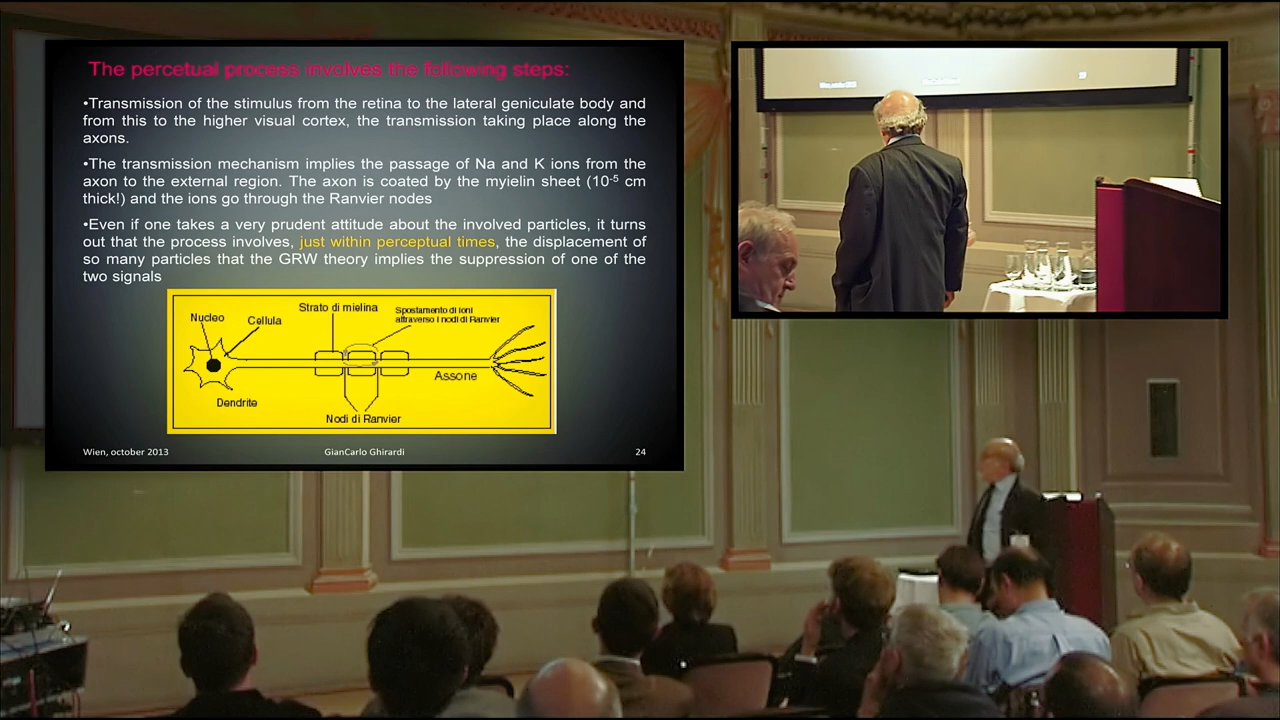 The percetual process involves the following steps:
•Transmission of the stimulus from the retina to the lateral geniculate body and
from this to the higher visual cortex, the transmission taking place along the
axons.
•The transmission mechanism implies the passage of Na and K ions from the
axon to the external region. The axon is coated by the myielin sheet (10⁻⁵ cm
thick!) and the ions go through the Ranvier nodes
•Even if one takes a very prudent attitude about the involved particles, it turns
out that the process involves, just within perceptual times, the displacement of
so many particles that the GRW theory implies the suppression of one of the
two signals
Nucleo
Cellula
Strato di mielina
Spostamento di ioni
attraverso i nodi di Ranvier
Assone
Dendrite
Nodi di Ranvier
Wien, october 2013
GianCarlo Ghirardi
24